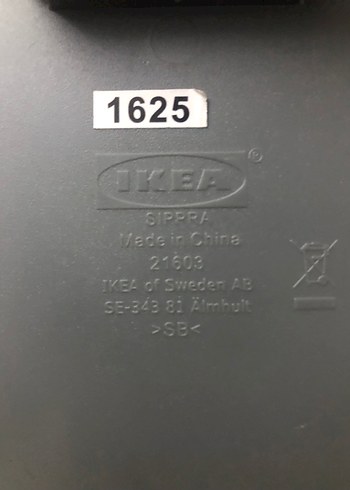 1625
IKEA®
SIPPRA
Made in China
21603
IKEA of Sweden AB
SE-343 81 Älmhult
>SB<